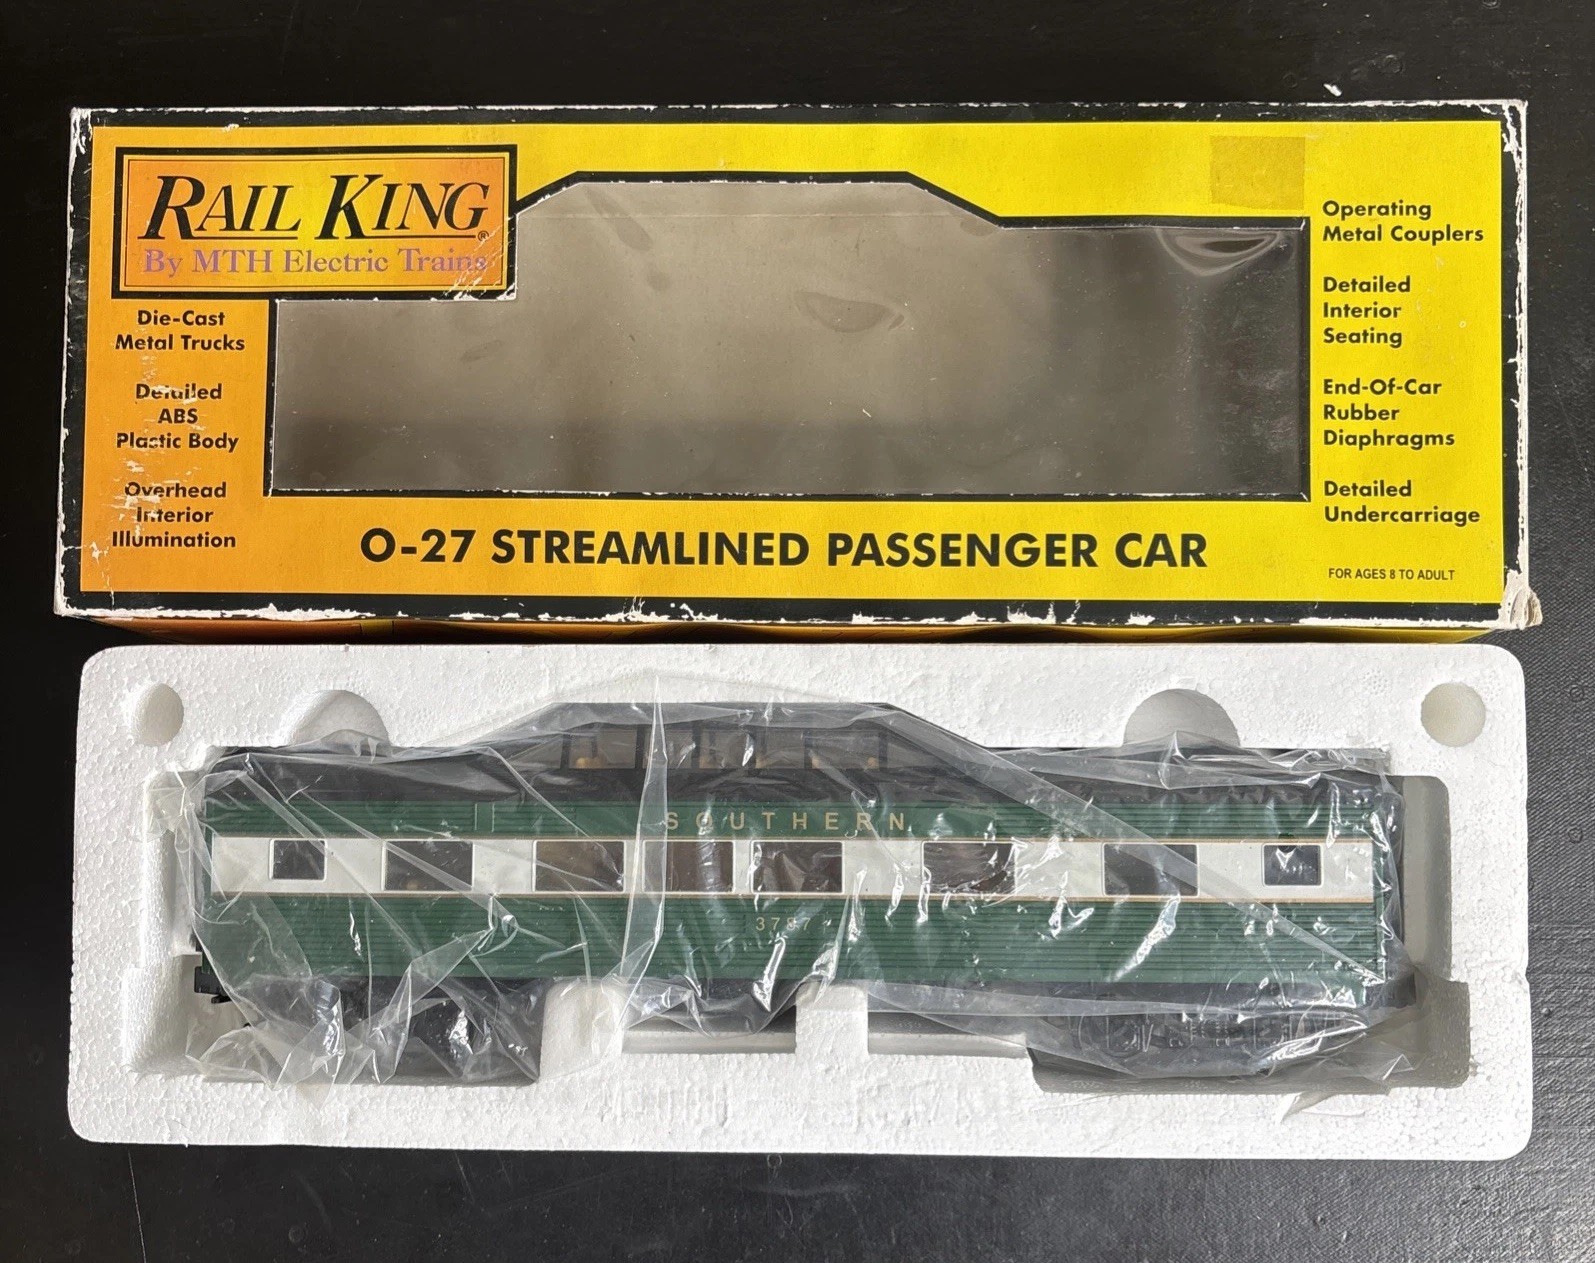 RAIL KING®
By MTH Electric Trains
Die-Cast
Metal Trucks
Detailed
ABS
Plastic Body
Overhead
Interior
Illumination
Operating
Metal Couplers
Detailed
Interior
Seating
End-Of-Car
Rubber
Diaphragms
Detailed
Undercarriage
O-27 STREAMLINED PASSENGER CAR
FOR AGES 8 TO ADULT
SOUTHERN
3787